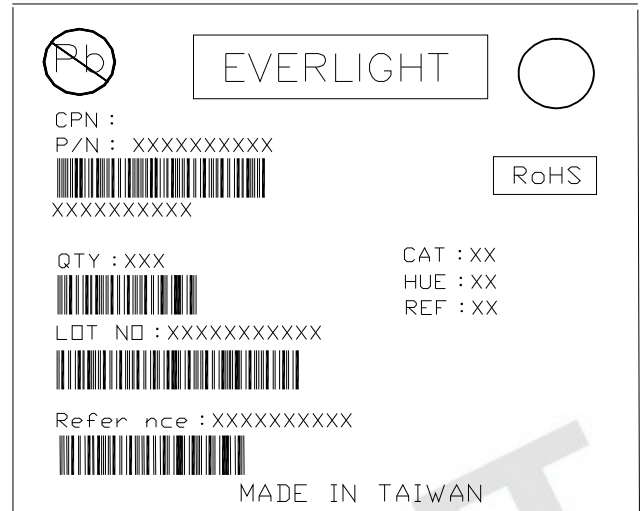 Pb
EVERLIGHT
CPN :
P/N : XXXXXXXXXX
XXXXXXXXXX
RoHS
QTY : XXX
CAT : XX
HUE : XX
REF : XX
LOT NO : XXXXXXXXXXX
Refer nce : XXXXXXXXXX
MADE IN TAIWAN